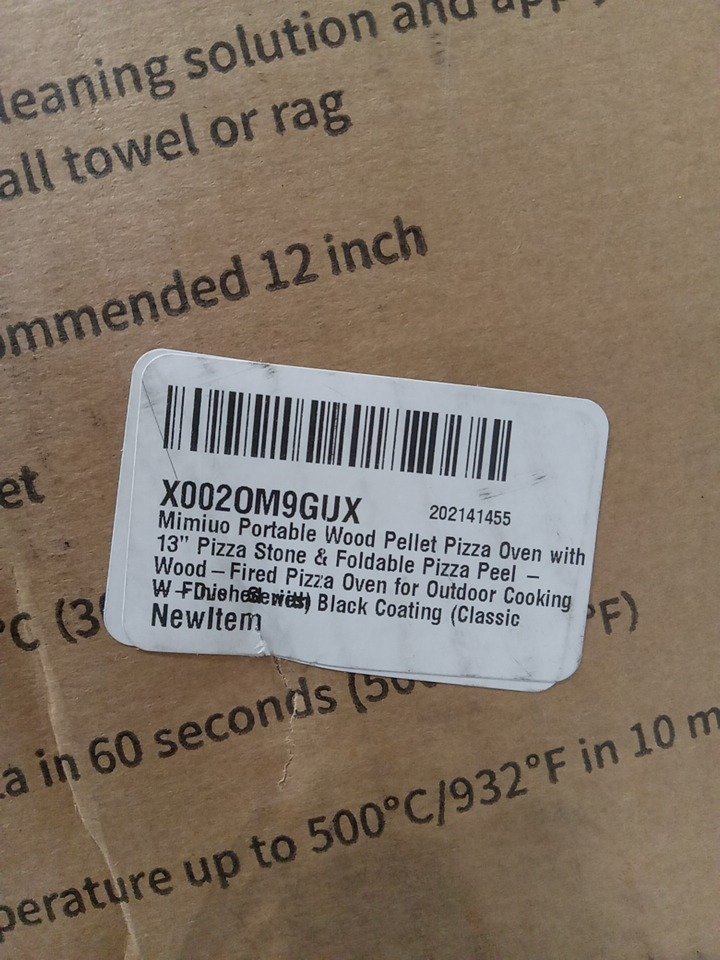 leaning solution and
all towel or rag
ommended 12 inch
X002OM9GUX 202141455
Mimiuo Portable Wood Pellet Pizza Oven with
13" Pizza Stone & Foldable Pizza Peel –
Wood–Fired Pizza Oven for Outdoor Cooking
Black Coating (Classic
NewItem
et
°C (3 °F)
a in 60 seconds (50
perature up to 500°C/932°F in 10 m